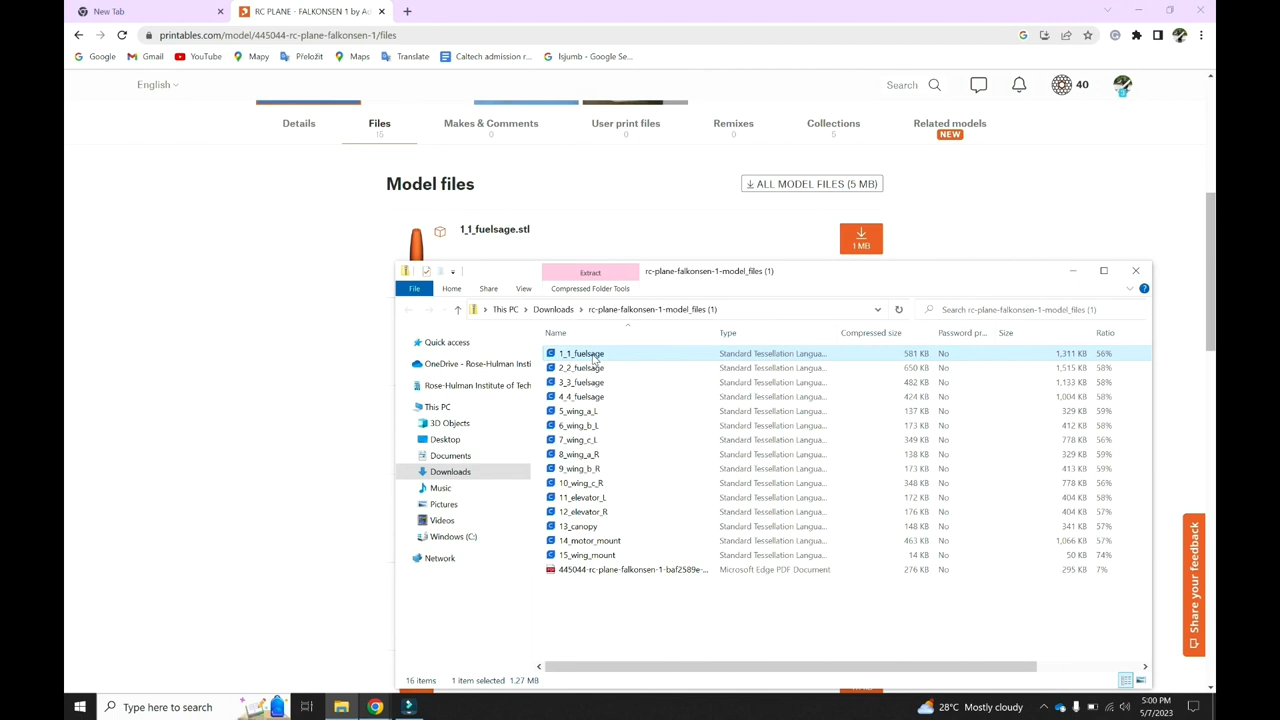 New Tab
RC PLANE - FALKONSEN 1 by Ad
printables.com/model/445044-rc-plane-falkonsen-1/files
Google
Gmail
YouTube
Mapy
Přeložit
Maps
Translate
Caltech admission r...
Isjumb - Google Se...
English
Search
40
Details
Files
15
Makes & Comments
0
User print files
0
Remixes
0
Collections
5
Related models
NEW
Model files
ALL MODEL FILES (5 MB)
1_1_fuelsage.stl
1 MB
Extract
rc-plane-falkonsen-1-model_files (1)
File
Home
Share
View
Compressed Folder Tools
This PC > Downloads > rc-plane-falkonsen-1-model_files (1)
Search rc-plane-falkonsen-1-model_files (1)
Name Type Compressed size Password pr... Size Ratio
Quick access
OneDrive - Rose-Hulman Insti
Rose-Hulman Institute of Tech
This PC
3D Objects
Desktop
Documents
Downloads
Music
Pictures
Videos
Windows (C:)
Network
1_1_fuelsage Standard Tessellation Langua... 581 KB No 1,311 KB 56%
2_2_fuelsage Standard Tessellation Langua... 650 KB No 1,515 KB 58%
3_3_fuelsage Standard Tessellation Langua... 482 KB No 1,133 KB 58%
4_4_fuelsage Standard Tessellation Langua... 424 KB No 1,004 KB 58%
5_wing_a_L Standard Tessellation Langua... 137 KB No 329 KB 59%
6_wing_b_L Standard Tessellation Langua... 173 KB No 412 KB 58%
7_wing_c_L Standard Tessellation Langua... 349 KB No 778 KB 56%
8_wing_a_R Standard Tessellation Langua... 138 KB No 329 KB 59%
9_wing_b_R Standard Tessellation Langua... 173 KB No 413 KB 59%
10_wing_c_R Standard Tessellation Langua... 348 KB No 778 KB 56%
11_elevator_L Standard Tessellation Langua... 172 KB No 404 KB 58%
12_elevator_R Standard Tessellation Langua... 176 KB No 404 KB 57%
13_canopy Standard Tessellation Langua... 148 KB No 341 KB 57%
14_motor_mount Standard Tessellation Langua... 463 KB No 1,066 KB 57%
15_wing_mount Standard Tessellation Langua... 14 KB No 50 KB 74%
445044-rc-plane-falkonsen-1-baf2589e-... Microsoft Edge PDF Document 276 KB No 295 KB 7%
16 items
1 item selected 1.27 MB
Share your feedback
Type here to search
28°C Mostly cloudy
5:00 PM
5/7/2023